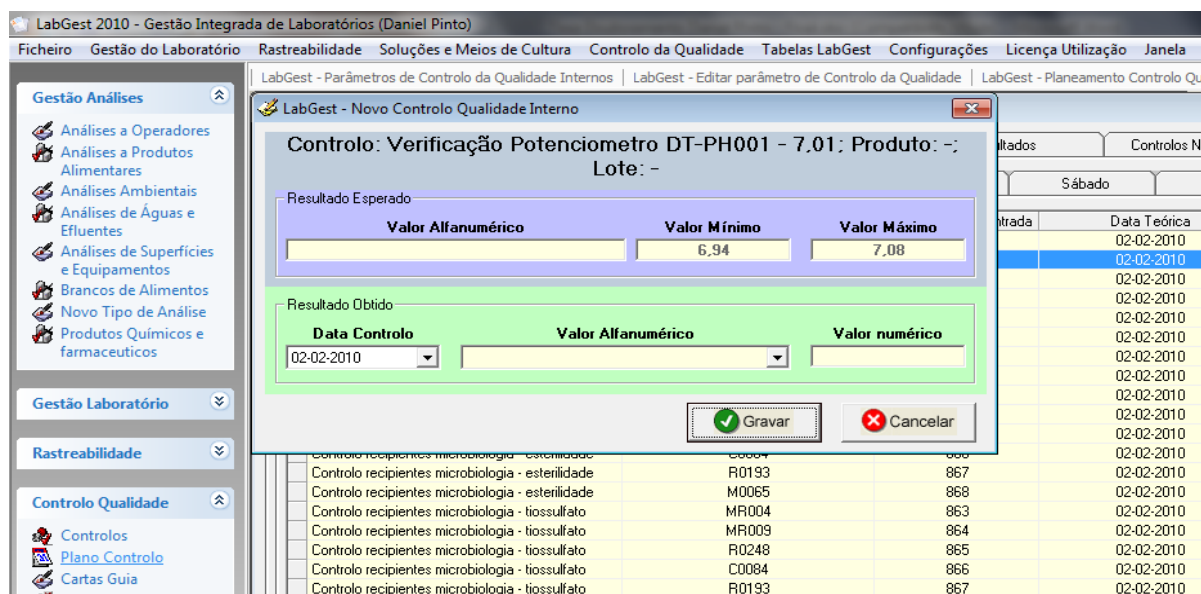 LabGest 2010 - Gestão Integrada de Laboratórios (Daniel Pinto)
Ficheiro Gestão do Laboratório Rastreabilidade Soluções e Meios de Cultura Controlo da Qualidade Tabelas LabGest Configurações Licença Utilização Janela
LabGest - Parâmetros de Controlo da Qualidade Internos | LabGest - Editar parâmetro de Controlo da Qualidade | LabGest - Planeamento Controlo Qu
Gestão Análises
Análises a Operadores
Análises a Produtos
Alimentares
Análises Ambientais
Análises de Águas e
Efluentes
Análises de Superfícies
e Equipamentos
Brancos de Alimentos
Novo Tipo de Análise
Produtos Químicos e
farmaceuticos
Gestão Laboratório
Rastreabilidade
Controlo Qualidade
Controlos
Plano Controlo
Cartas Guia
LabGest - Novo Controlo Qualidade Interno
Controlo: Verificação Potenciometro DT-PH001 - 7,01; Produto: -;
Lote: -
Resultado Esperado
Valor Alfanumérico Valor Mínimo Valor Máximo
6,94 7,08
Resultado Obtido
Data Controlo Valor Alfanumérico Valor numérico
02-02-2010
Gravar Cancelar
Controlos N
Sábado
Data Teórica
02-02-2010
02-02-2010
02-02-2010
02-02-2010
02-02-2010
02-02-2010
02-02-2010
02-02-2010
02-02-2010
02-02-2010
02-02-2010
02-02-2010
Controlo recipientes microbiologia - esterilidade R0193 867 02-02-2010
Controlo recipientes microbiologia - esterilidade M0065 868 02-02-2010
Controlo recipientes microbiologia - tiossulfato MR004 863 02-02-2010
Controlo recipientes microbiologia - tiossulfato MR009 864 02-02-2010
Controlo recipientes microbiologia - tiossulfato R0248 865 02-02-2010
Controlo recipientes microbiologia - tiossulfato C0084 866 02-02-2010
Controlo recipientes microbiologia - tiossulfato R0193 867 02-02-2010